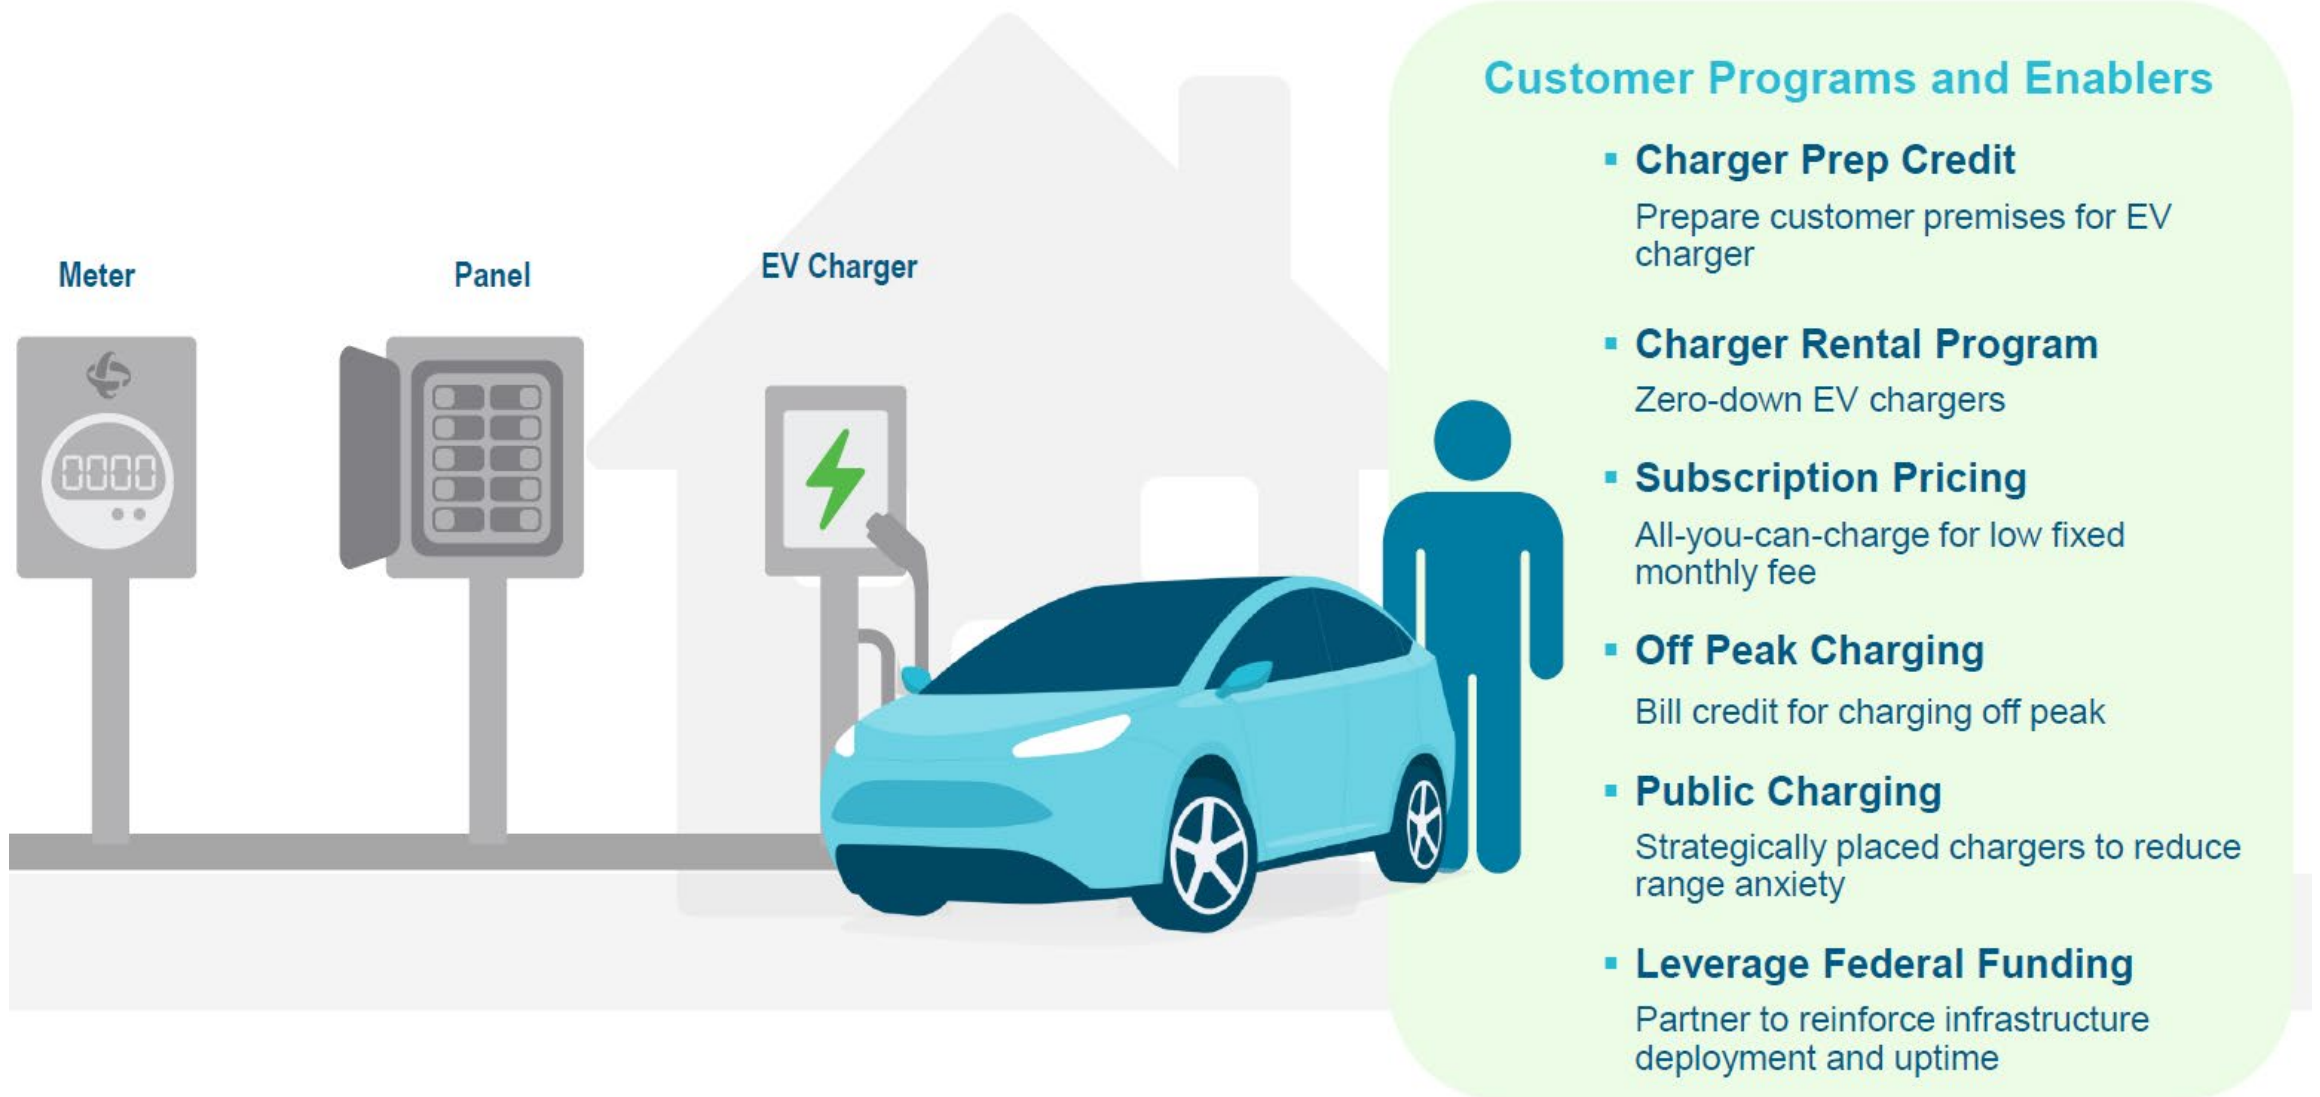 Meter
Panel
EV Charger
0000
Customer Programs and Enablers
▪ Charger Prep Credit
Prepare customer premises for EV
charger
▪ Charger Rental Program
Zero-down EV chargers
▪ Subscription Pricing
All-you-can-charge for low fixed
monthly fee
▪ Off Peak Charging
Bill credit for charging off peak
▪ Public Charging
Strategically placed chargers to reduce
range anxiety
▪ Leverage Federal Funding
Partner to reinforce infrastructure
deployment and uptime